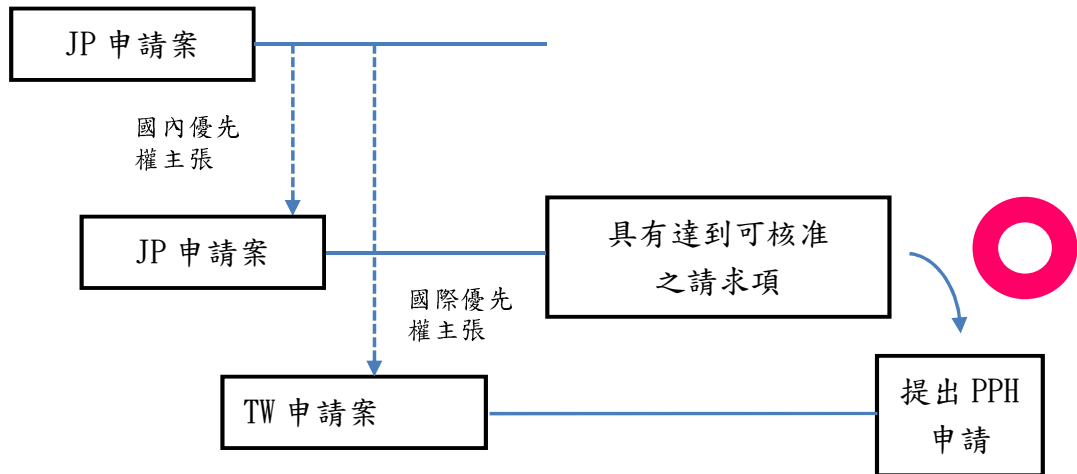 JP 申請案
國內優先
權主張
JP 申請案
具有達到可核准
之請求項
國際優先
權主張
TW 申請案
提出 PPH
申請